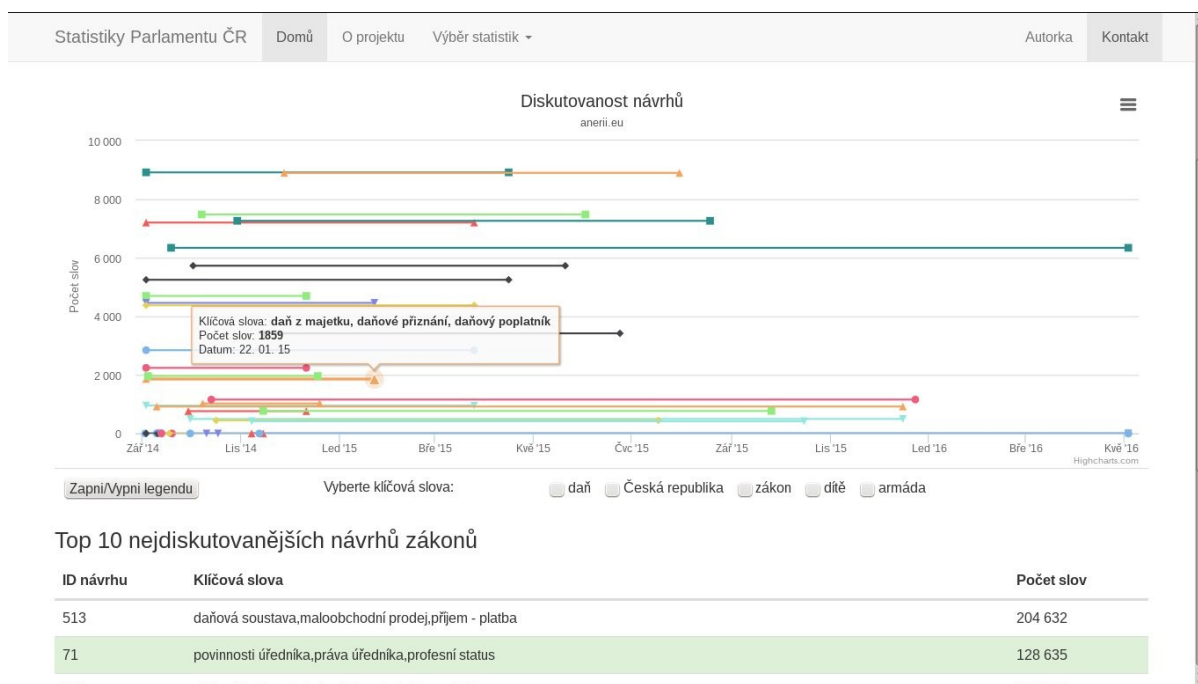 Statistiky Parlamentu ČR Domů O projektu Výběr statistik Autorka Kontakt
Diskutovanost návrhů
anerii.eu
10 000
8 000
6 000
4 000
2 000
0
Počet slov
Klíčová slova: daň z majetku, daňové přiznání, daňový poplatník
Počet slov: 1859
Datum: 22. 01. 15
Zář '14 Lis '14 Led '15 Bře '15 Kvě '15 Čvc '15 Zář '15 Lis '15 Led '16 Bře '16 Kvě '16
Highcharts.com
Zapni/Vypni legendu Vyberte klíčová slova: daň Česká republika zákon dítě armáda
Top 10 nejdiskutovanějších návrhů zákonů
ID návrhu Klíčová slova Počet slov
513 daňová soustava,maloobchodní prodej,příjem - platba 204 632
71 povinnosti úředníka,práva úředníka,profesní status 128 635